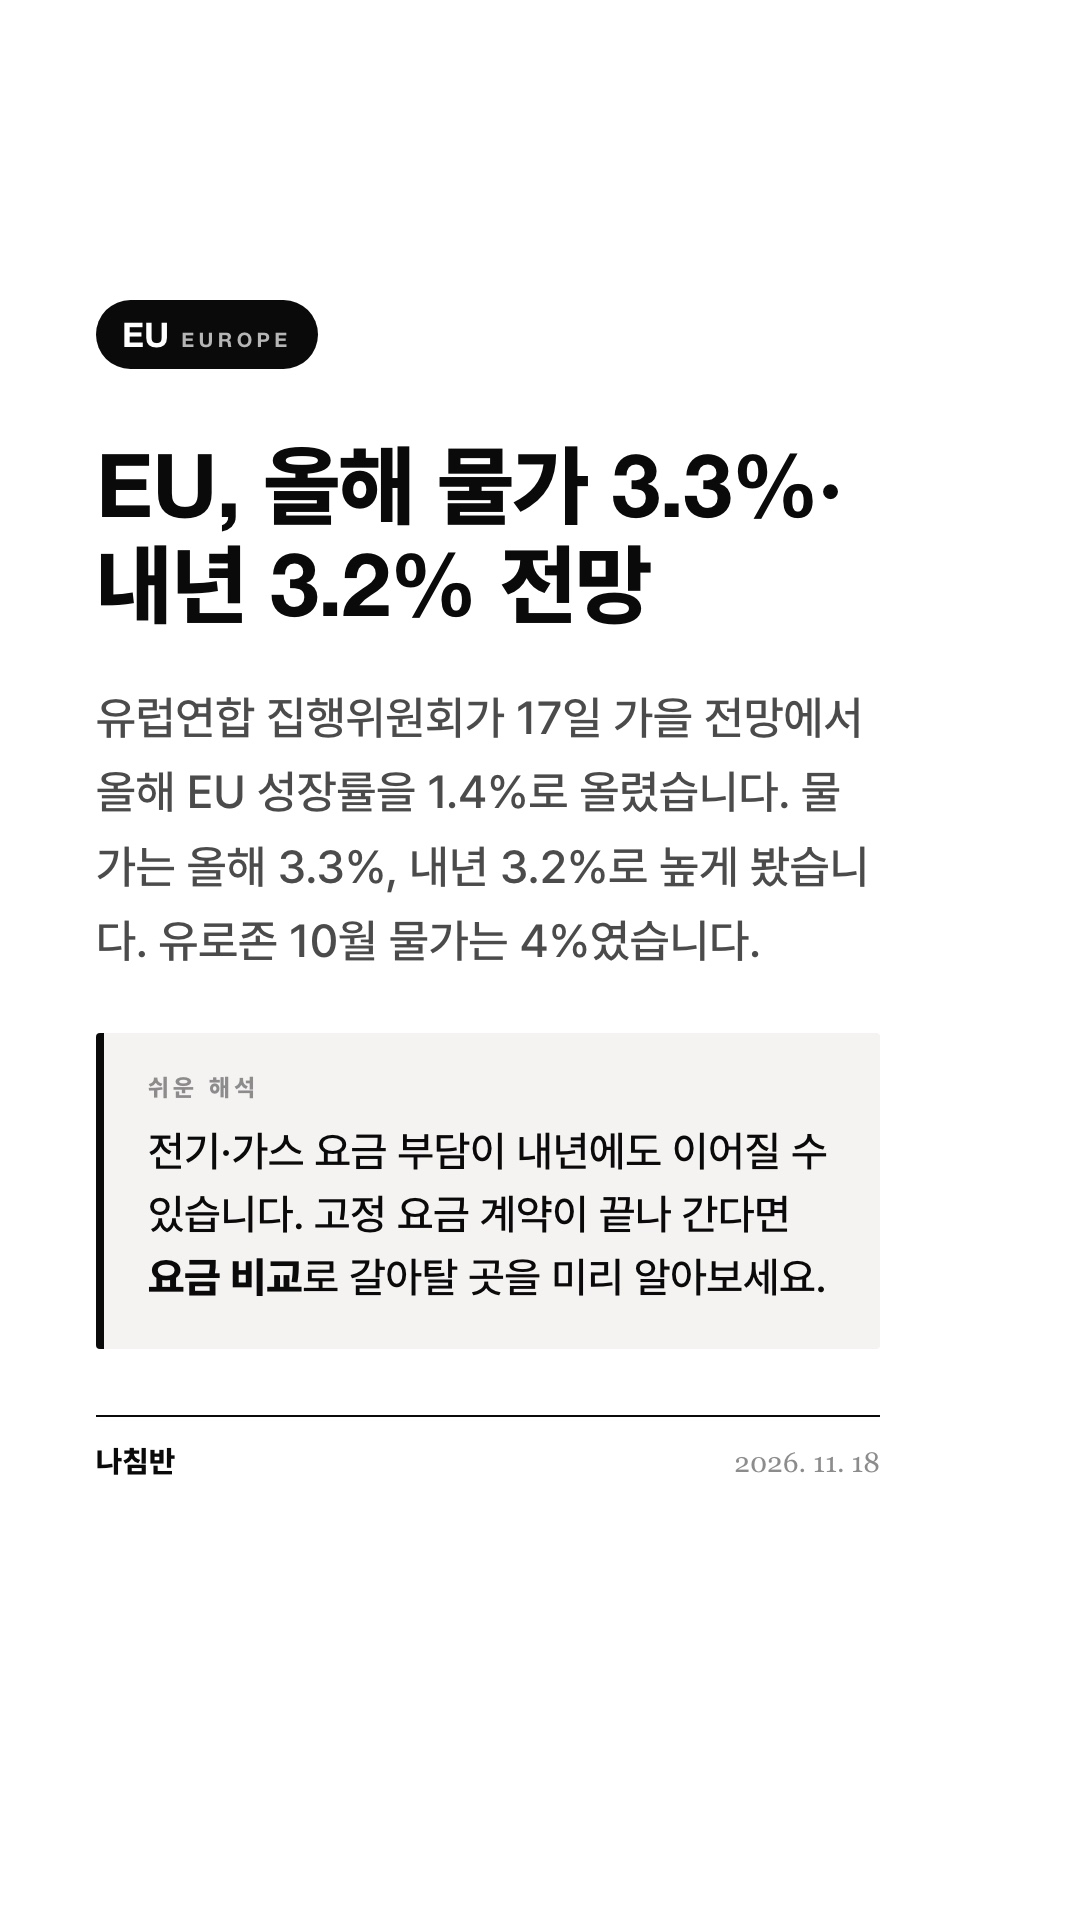 EU EUROPE
EU, 올해 물가 3.3%·
내년 3.2% 전망
유럽연합 집행위원회가 17일 가을 전망에서
올해 EU 성장률을 1.4%로 올렸습니다. 물
가는 올해 3.3%, 내년 3.2%로 높게 봤습니
다. 유로존 10월 물가는 4%였습니다.
쉬운 해석
전기·가스 요금 부담이 내년에도 이어질 수
있습니다. 고정 요금 계약이 끝나 간다면
요금 비교로 갈아탈 곳을 미리 알아보세요.
나침반
2026. 11. 18